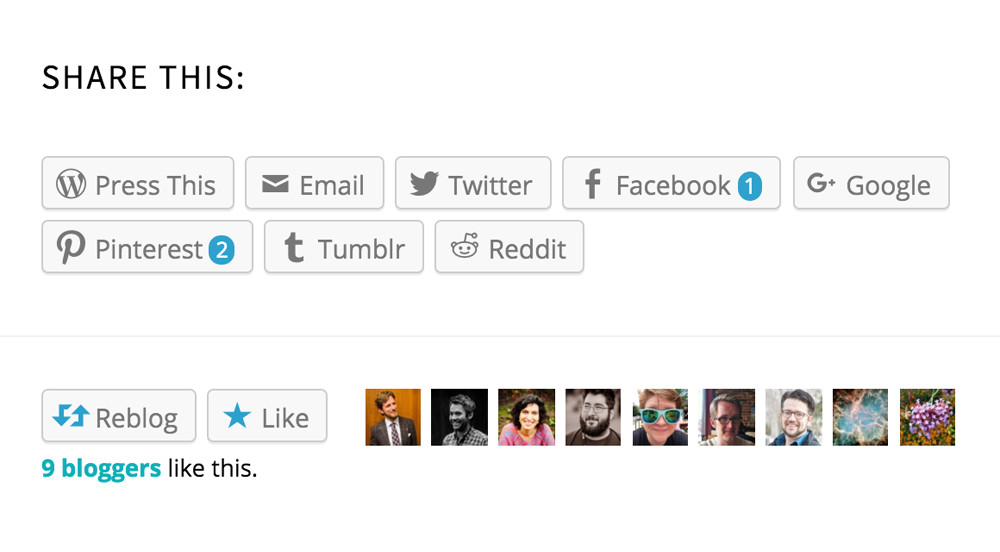 SHARE THIS:
Press This Email Twitter Facebook 1 G+ Google
Pinterest 2 Tumblr Reddit
Reblog Like
9 bloggers like this.